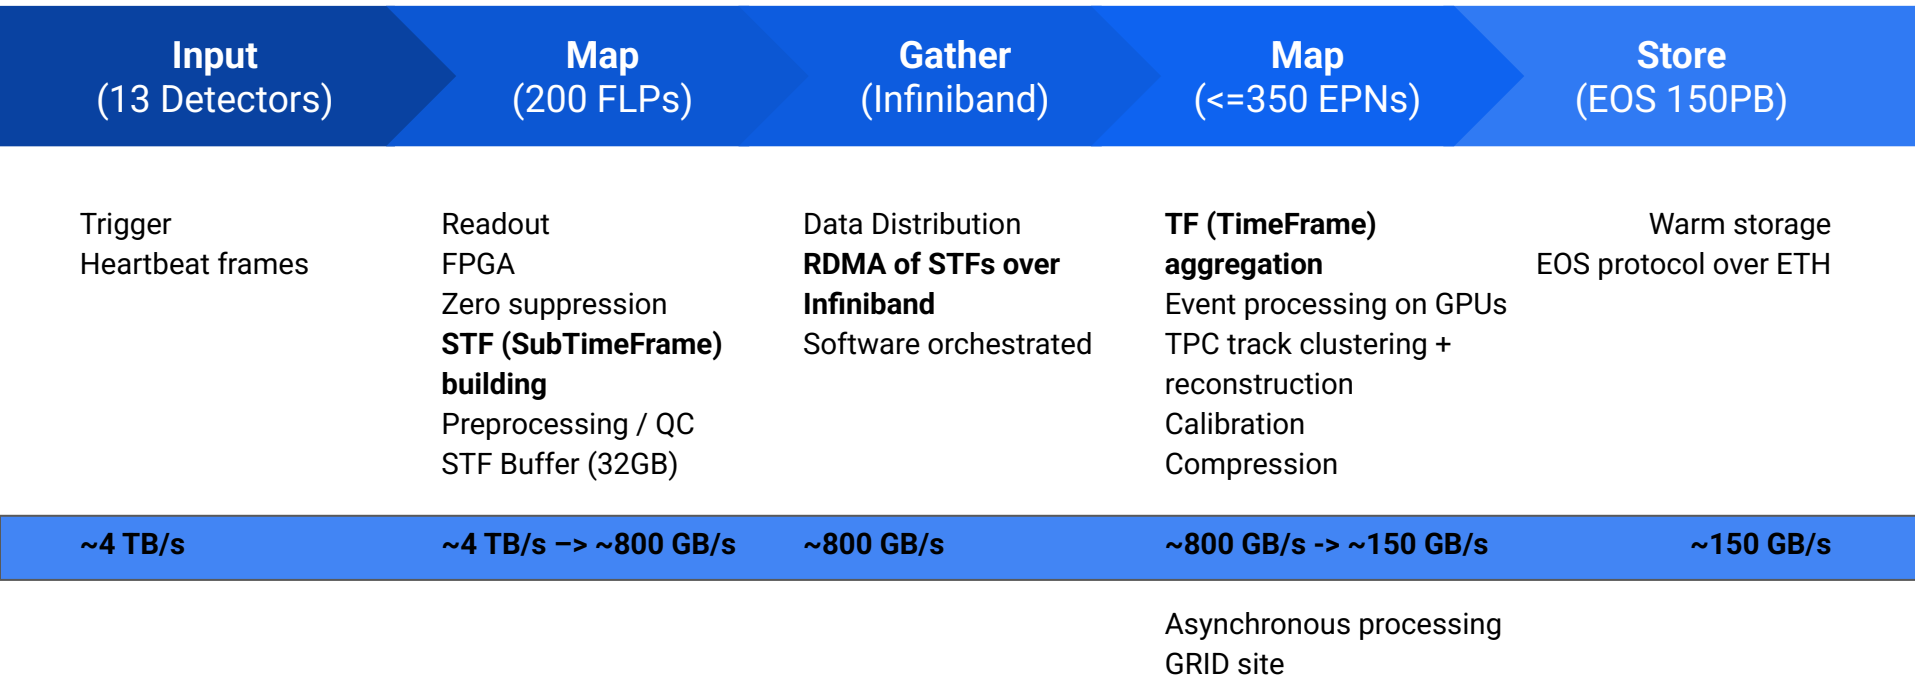 Input
(13 Detectors)
Map
(200 FLPs)
Gather
(Infiniband)
Map
(<=350 EPNs)
Store
(EOS 150PB)
Trigger
Heartbeat frames
Readout
FPGA
Zero suppression
STF (SubTimeFrame)
building
Preprocessing / QC
STF Buffer (32GB)
Data Distribution
RDMA of STFs over
Infiniband
Software orchestrated
TF (TimeFrame)
aggregation
Event processing on GPUs
TPC track clustering +
reconstruction
Calibration
Compression
Warm storage
EOS protocol over ETH
~4 TB/s
~4 TB/s –> ~800 GB/s
~800 GB/s
~800 GB/s -> ~150 GB/s
~150 GB/s
Asynchronous processing
GRID site